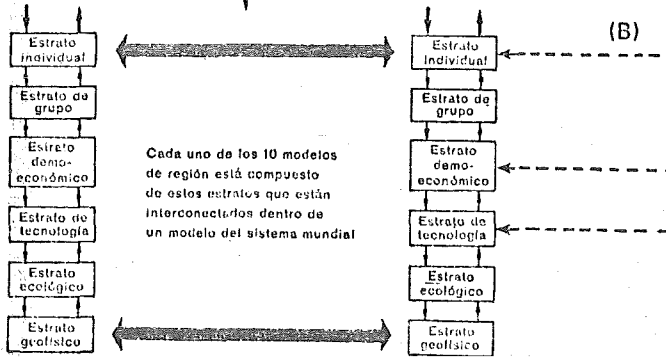 Estrato
individual
Estrato de
grupo
Estrato
demo-
económico
Estrato de
tecnología
Estrato
ecológico
Estrato
geofísico
Cada uno de los 10 modelos
de región está compuesto
de estos estratos que están
interconectados dentro de
un modelo del sistema mundial
(B)
Estrato
individual
Estrato de
grupo
Estrato
demo-
económico
Estrato de
tecnología
Estrato
ecológico
Estrato
geofísico